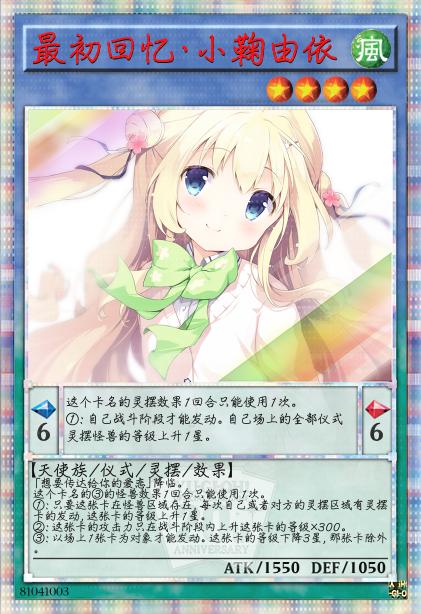 最初回忆·小鞠由依
風
6
这个卡名的灵摆效果1回合只能使用1次。
①:自己战斗阶段才能发动。自己场上的全部仪式
灵摆怪兽的等级上升1星。
6
【天使族/仪式/灵摆/效果】
「想要传达给你的爱恋」降临。
这个卡名的③的怪兽效果1回合只能使用1次。
①:只要这张卡在怪兽区域存在,每次自己或者对方的灵摆区域有灵摆
卡的发动,这张卡的等级上升1星。
②:这张卡的攻击力只在战斗阶段内上升这张卡的等级×300。
③:以场上1张卡为对象才能发动。这张卡的等级下降3星,那张卡除外
。
ANNIVERSARY
ATK/1550 DEF/1050
81041003